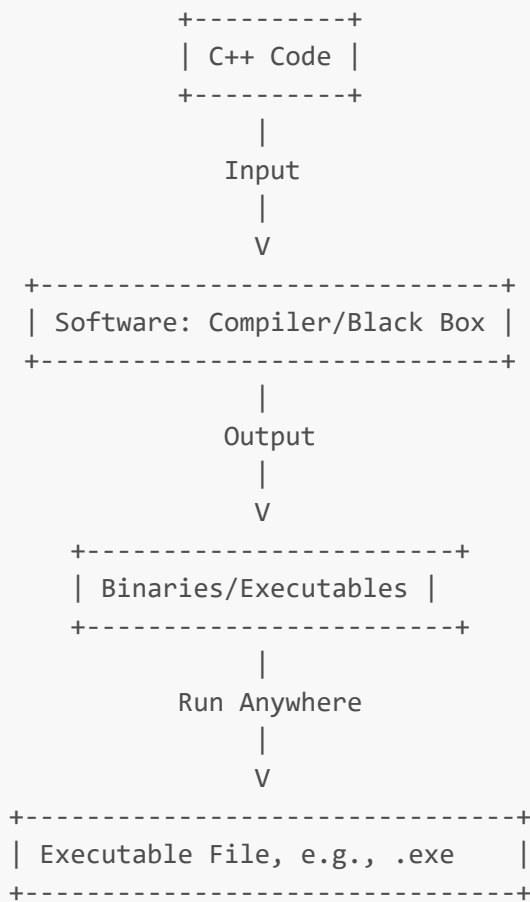 C++ Code
Input
Software: Compiler/Black Box
Output
Binaries/Executables
Run Anywhere
Executable File, e.g., .exe